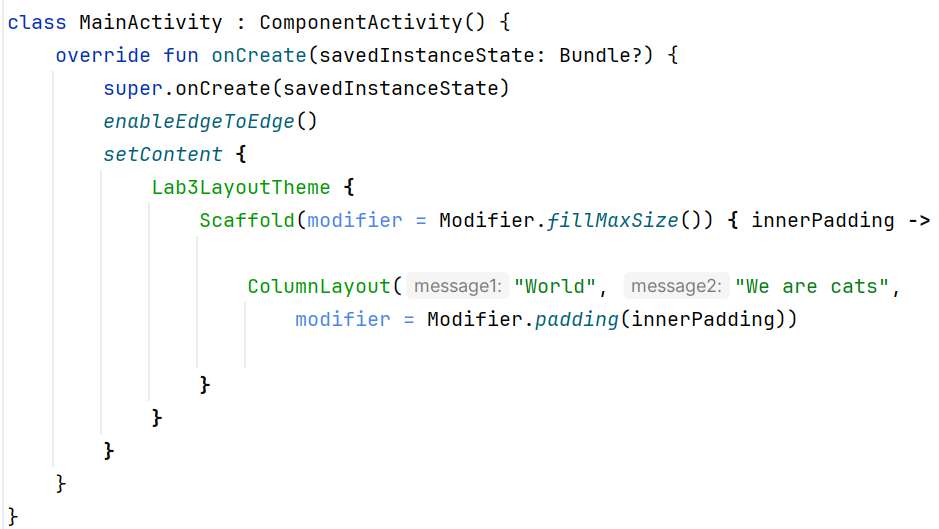 class MainActivity : ComponentActivity() {
override fun onCreate(savedInstanceState: Bundle?) {
super.onCreate(savedInstanceState)
enableEdgeToEdge()
setContent {
Lab3LayoutTheme {
Scaffold(modifier = Modifier.fillMaxSize()) { innerPadding ->
ColumnLayout( message1: "World", message2: "We are cats",
modifier = Modifier.padding(innerPadding))
}
}
}
}
}